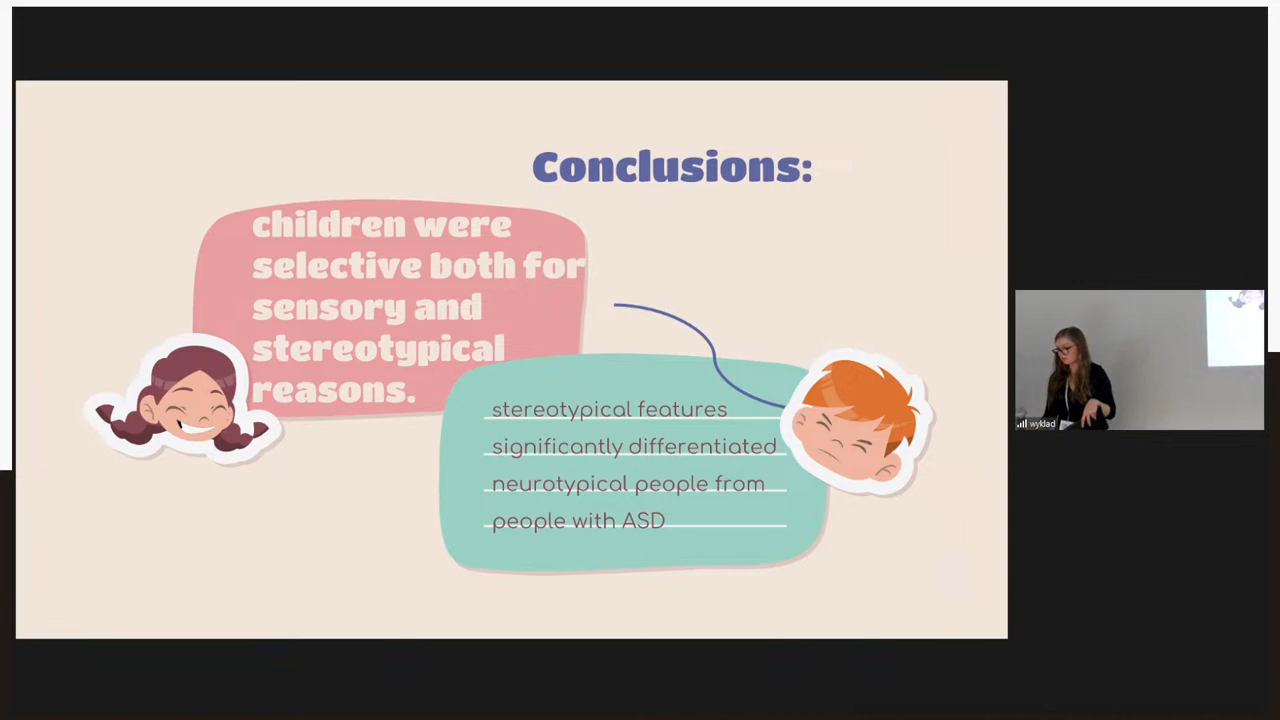 Conclusions:
children were
selective both for
sensory and
stereotypical
reasons.
stereotypical features
significantly differentiated
neurotypical people from
people with ASD
wyklad